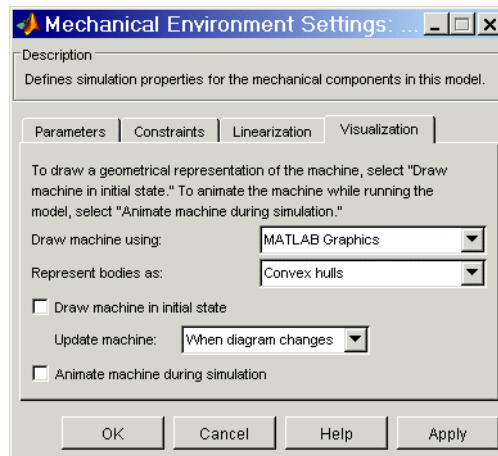 Mechanical Environment Settings: ...
Description
Defines simulation properties for the mechanical components in this model.
Parameters Constraints Linearization Visualization
To draw a geometrical representation of the machine, select "Draw
machine in initial state." To animate the machine while running the
model, select "Animate machine during simulation."
Draw machine using: MATLAB Graphics
Represent bodies as: Convex hulls
Draw machine in initial state
Update machine: When diagram changes
Animate machine during simulation
OK Cancel Help Apply